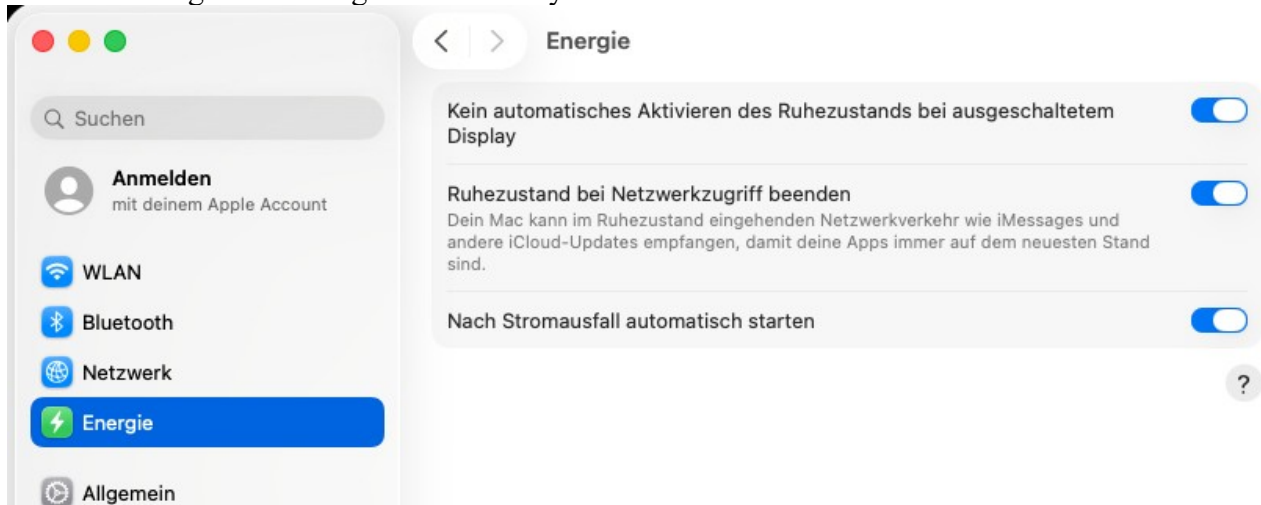 Energie
Suchen
Anmelden
mit deinem Apple Account
WLAN
Bluetooth
Netzwerk
Energie
Allgemein
Kein automatisches Aktivieren des Ruhezustands bei ausgeschaltetem
Display
Ruhezustand bei Netzwerkzugriff beenden
Dein Mac kann im Ruhezustand eingehenden Netzwerkverkehr wie iMessages und
andere iCloud-Updates empfangen, damit deine Apps immer auf dem neuesten Stand
sind.
Nach Stromausfall automatisch starten
?